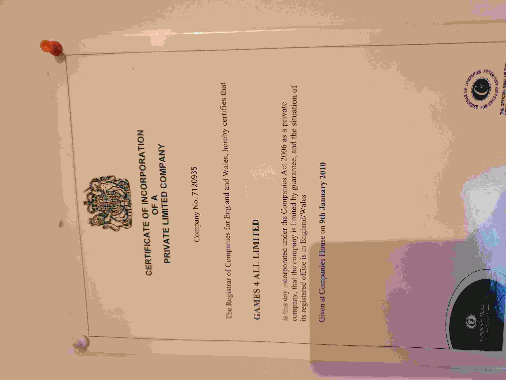 CERTIFICATE OF INCORPORATION
OF A
PRIVATE LIMITED COMPANY
Company No. 7120935
The Registrar of Companies for England and Wales, hereby certifies that
GAMES 4 ALL LIMITED
is this day incorporated under the Companies Act 2006 as a private
company, that the company is limited by guarantee, and the situation of
its registered office is in England/Wales
Given at Companies House on 9th January 2010